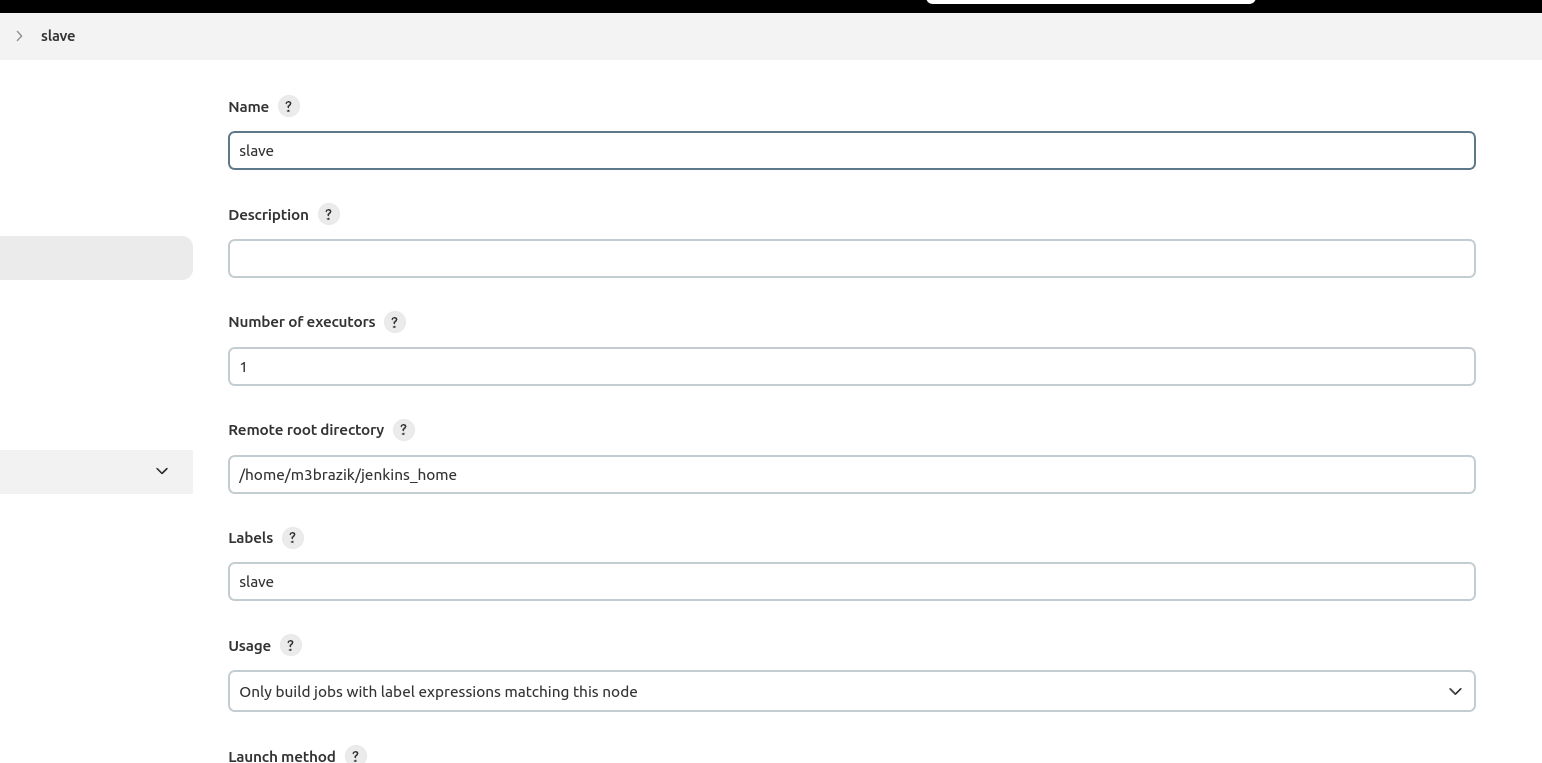 slave
Name ?
slave
Description ?
Number of executors ?
1
Remote root directory ?
/home/m3brazik/jenkins_home
Labels ?
slave
Usage ?
Only build jobs with label expressions matching this node
Launch method ?